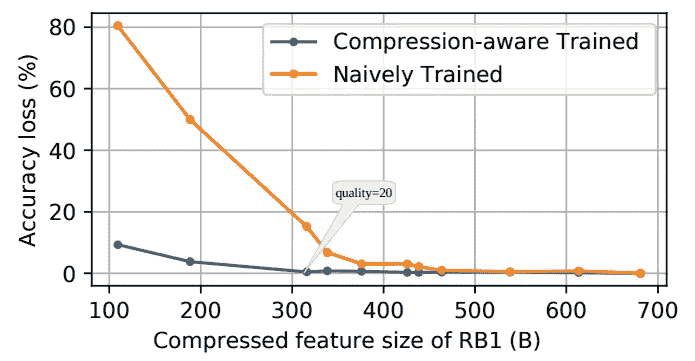 Compression-aware Trained
Naively Trained
Accuracy loss (%)
80
60
40
20
0
quality=20
100 200 300 400 500 600 700
Compressed feature size of RB1 (B)